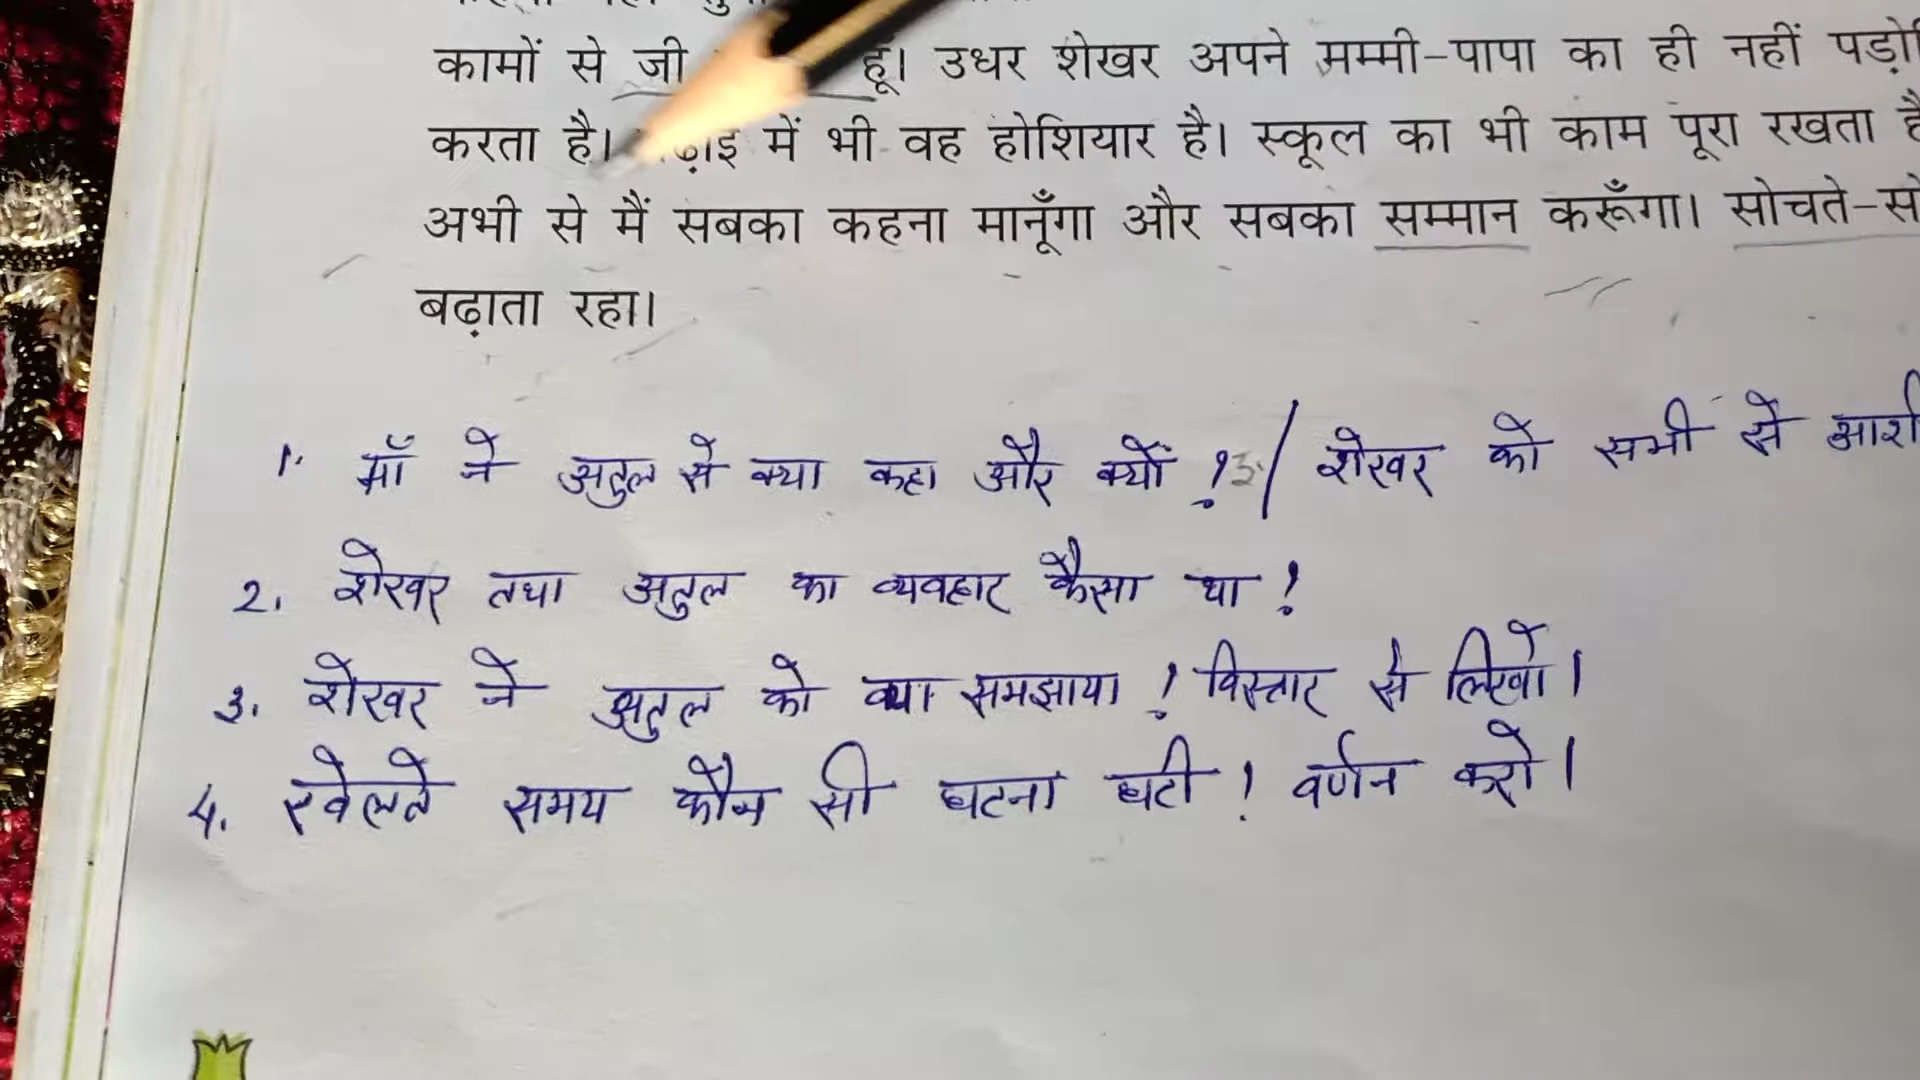 कामों से जी हूँ। उधर शेखर अपने मम्मी-पापा का ही नहीं
करता है। में भी वह होशियार है। स्कूल का भी काम पूरा रखता
अभी से मैं सबका कहना मानूँगा और सबका सम्मान करूँगा। सोचते-
बढ़ाता रहा।
1. माँ ने अतुल से क्या कहा और क्यों ? / शेखर को सभी से
2. शेखर तथा अतुल का व्यवहार कैसा था ?
3. शेखर ने अतुल को क्या समझाया ? विस्तार से लिखो।
4. खेलते समय कौन सी घटना घटी ? वर्णन करो।